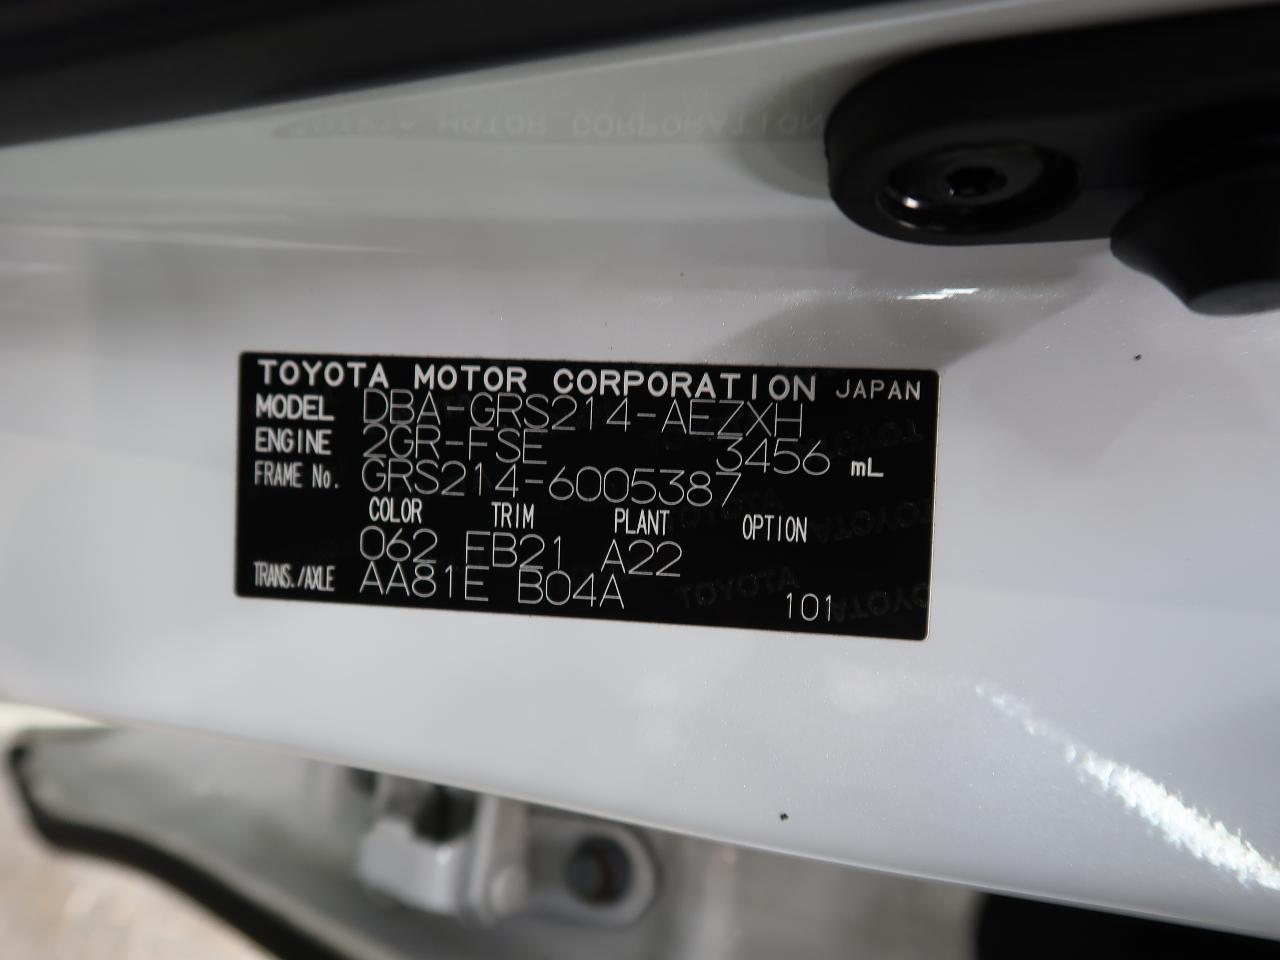 TOYOTA MOTOR CORPORATION JAPAN
MODEL DBA-GRS214-AEZXH
ENGINE 2GR-FSE 3456 mL
FRAME No. GRS214-6005387
COLOR TRIM PLANT OPTION
062 EB21 A22
TRANS./AXLE AA81E B04A
101